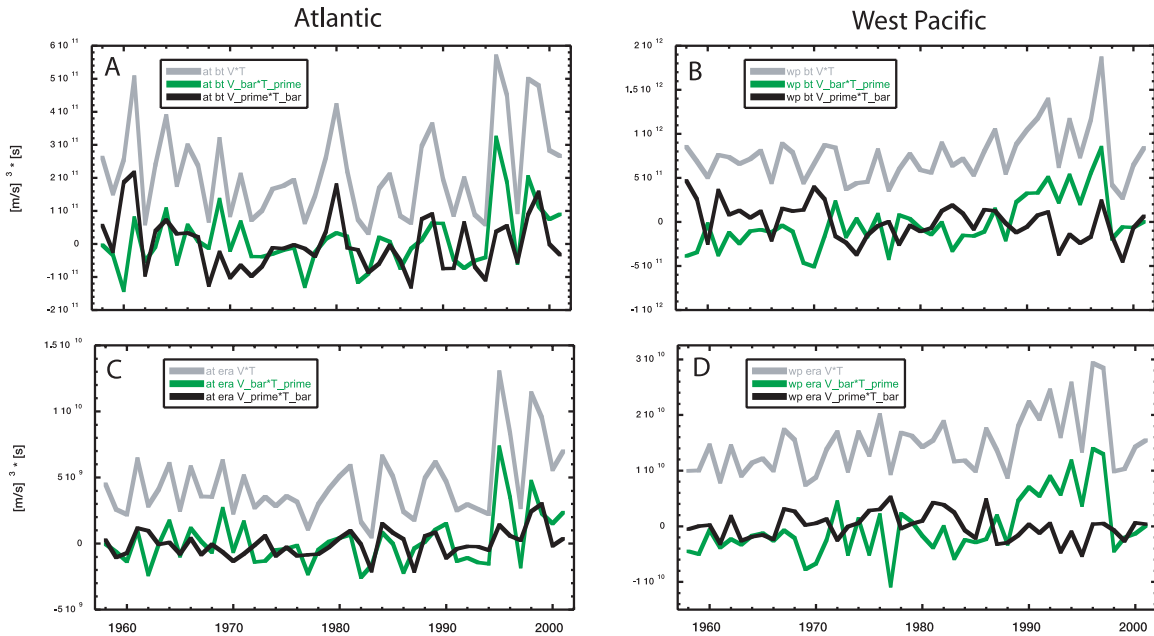 Atlantic
West Pacific
A
at bt V*T
at bt V_bar*T_prime
at bt V_prime*T_bar
6 10 11
5 10 11
4 10 11
3 10 11
2 10 11
1 10 11
0
-1 10 11
-2 10 11
[m/s] 3 * [s]
B
wp bt V*T
wp bt V_bar*T_prime
wp bt V_prime*T_bar
2 10 12
1,5 10 12
1 10 12
5 10 11
0
-5 10 11
-1 10 12
C
at era V*T
at era V_bar*T_prime
at era V_prime*T_bar
1,5 10 10
1 10 10
5 10 9
0
-5 10 9
[m/s] 3 * [s]
1960 1970 1980 1990 2000
D
wp era V*T
wp era V_bar*T_prime
wp era V_prime*T_bar
3 10 10
2 10 10
1 10 10
0
-1 10 10
1960 1970 1980 1990 2000